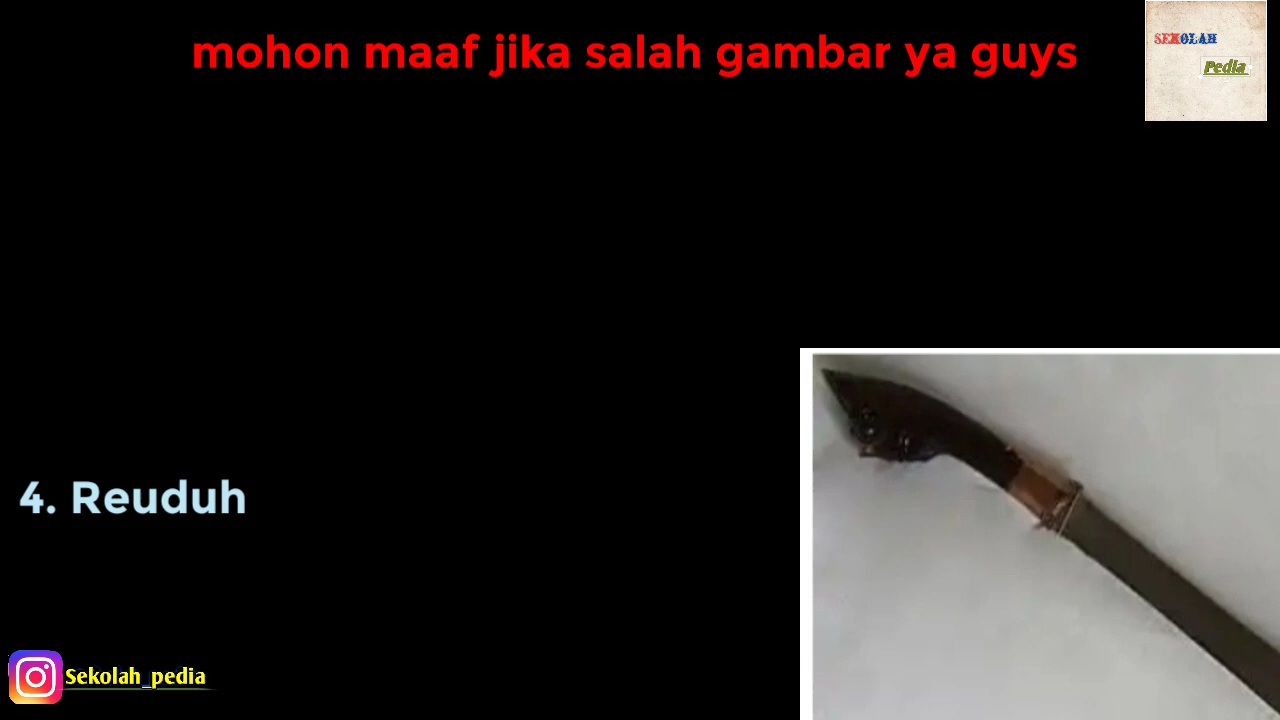 mohon maaf jika salah gambar ya guys
SEKOLAH
Pedia
4. Reuduh
Sekolah_pedia